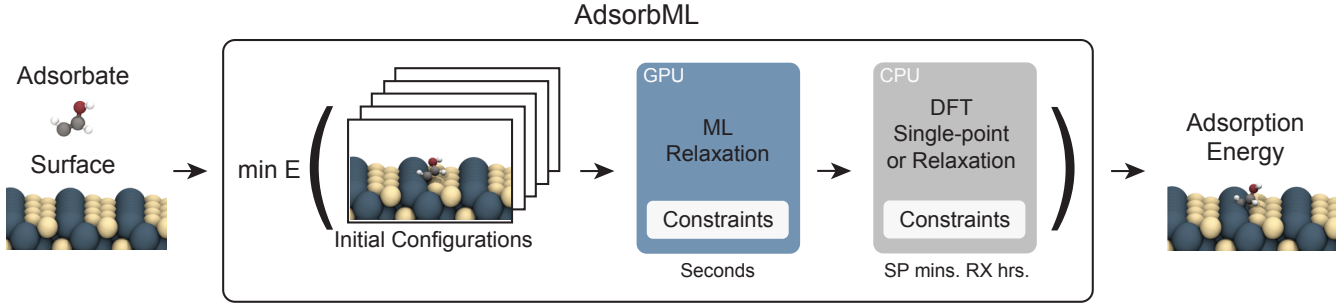 AdsorbML
Adsorbate
Surface
min E (
Initial Configurations
GPU
ML
Relaxation
Constraints
Seconds
CPU
DFT
Single-point
or Relaxation
Constraints
SP mins. RX hrs.
)
Adsorption
Energy